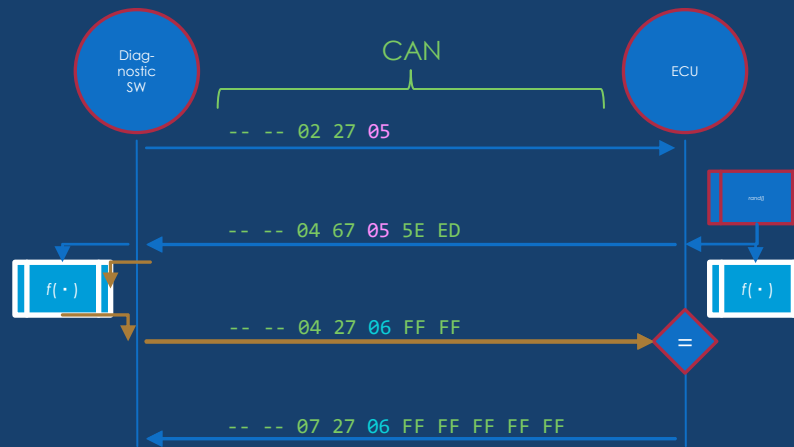 Diag-
nostic
SW
CAN
ECU
-- -- 02 27 05
rand()
-- -- 04 67 05 5E ED
f( · )
f( · )
-- -- 04 27 06 FF FF
=
-- -- 07 27 06 FF FF FF FF FF